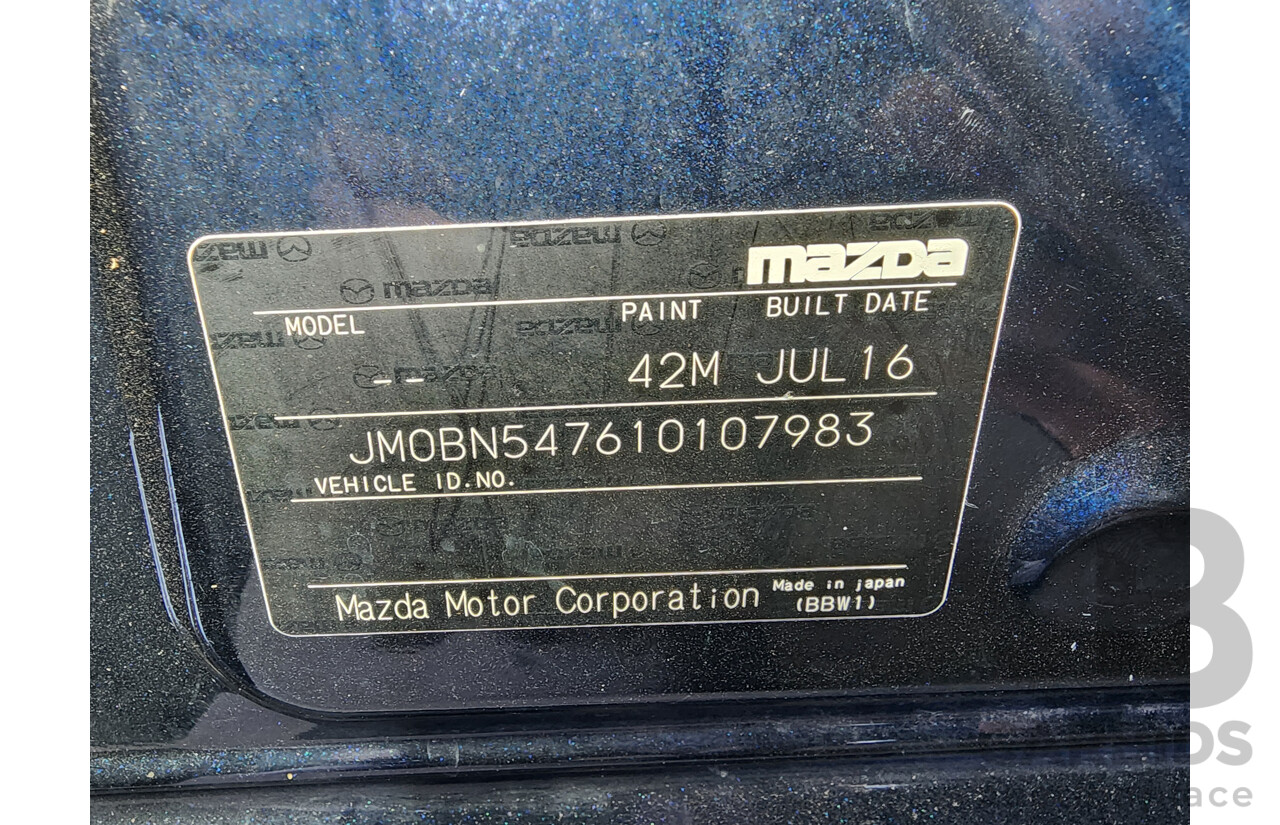 mazda
MODEL PAINT BUILT DATE
-- 42M JUL16
JM0BN547610107983
VEHICLE ID.NO.
Mazda Motor Corporation Made in japan
(BBW1)